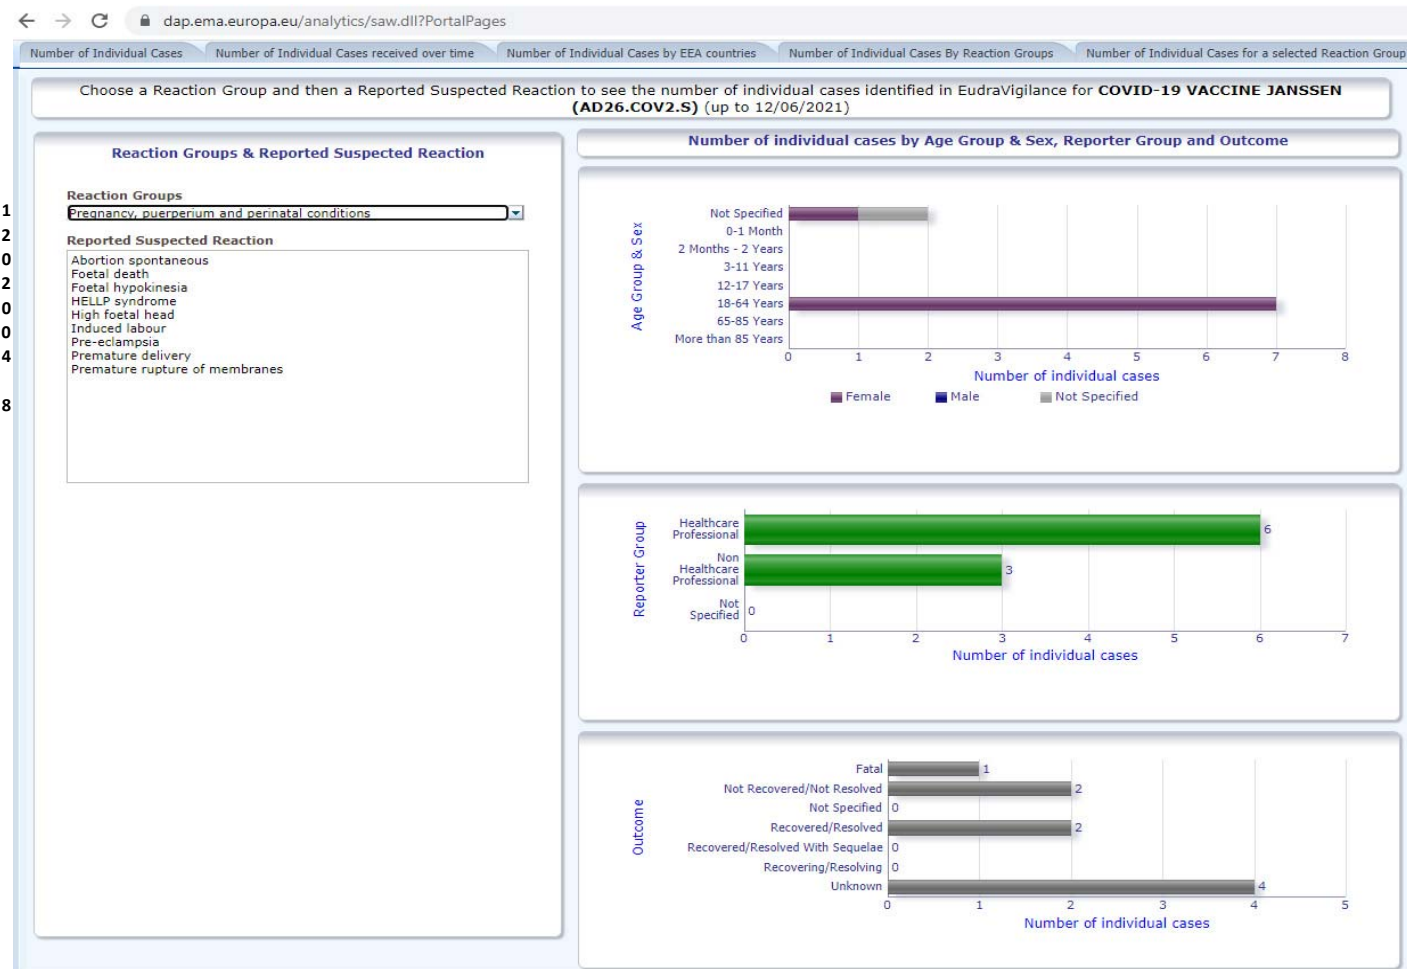 dap.ema.europa.eu/analytics/saw.dll?PortalPages
Number of Individual Cases
Number of Individual Cases received over time
Number of Individual Cases by EEA countries
Number of Individual Cases By Reaction Groups
Number of Individual Cases for a selected Reaction Group
Choose a Reaction Group and then a Reported Suspected Reaction to see the number of individual cases identified in EudraVigilance for COVID-19 VACCINE JANSSEN
(AD26.COV2.S) (up to 12/06/2021)
Reaction Groups & Reported Suspected Reaction
Reaction Groups
Pregnancy, puerperium and perinatal conditions
Reported Suspected Reaction
Abortion spontaneous
Foetal death
Foetal hypokinesia
HELLP syndrome
High foetal head
Induced labour
Pre-eclampsia
Premature delivery
Premature rupture of membranes
1
2
0
2
0
0
4
8
Number of individual cases by Age Group & Sex, Reporter Group and Outcome
Age Group & Sex
Not Specified
0-1 Month
2 Months - 2 Years
3-11 Years
12-17 Years
18-64 Years
65-85 Years
More than 85 Years
0 1 2 3 4 5 6 7 8
Number of individual cases
Female Male Not Specified
Reporter Group
Healthcare
Professional
6
Non
Healthcare
Professional
3
Not
Specified
0
0 1 2 3 4 5 6 7
Number of individual cases
Outcome
Fatal 1
Not Recovered/Not Resolved 2
Not Specified 0
Recovered/Resolved 2
Recovered/Resolved With Sequelae 0
Recovering/Resolving 0
Unknown 4
0 1 2 3 4 5
Number of individual cases